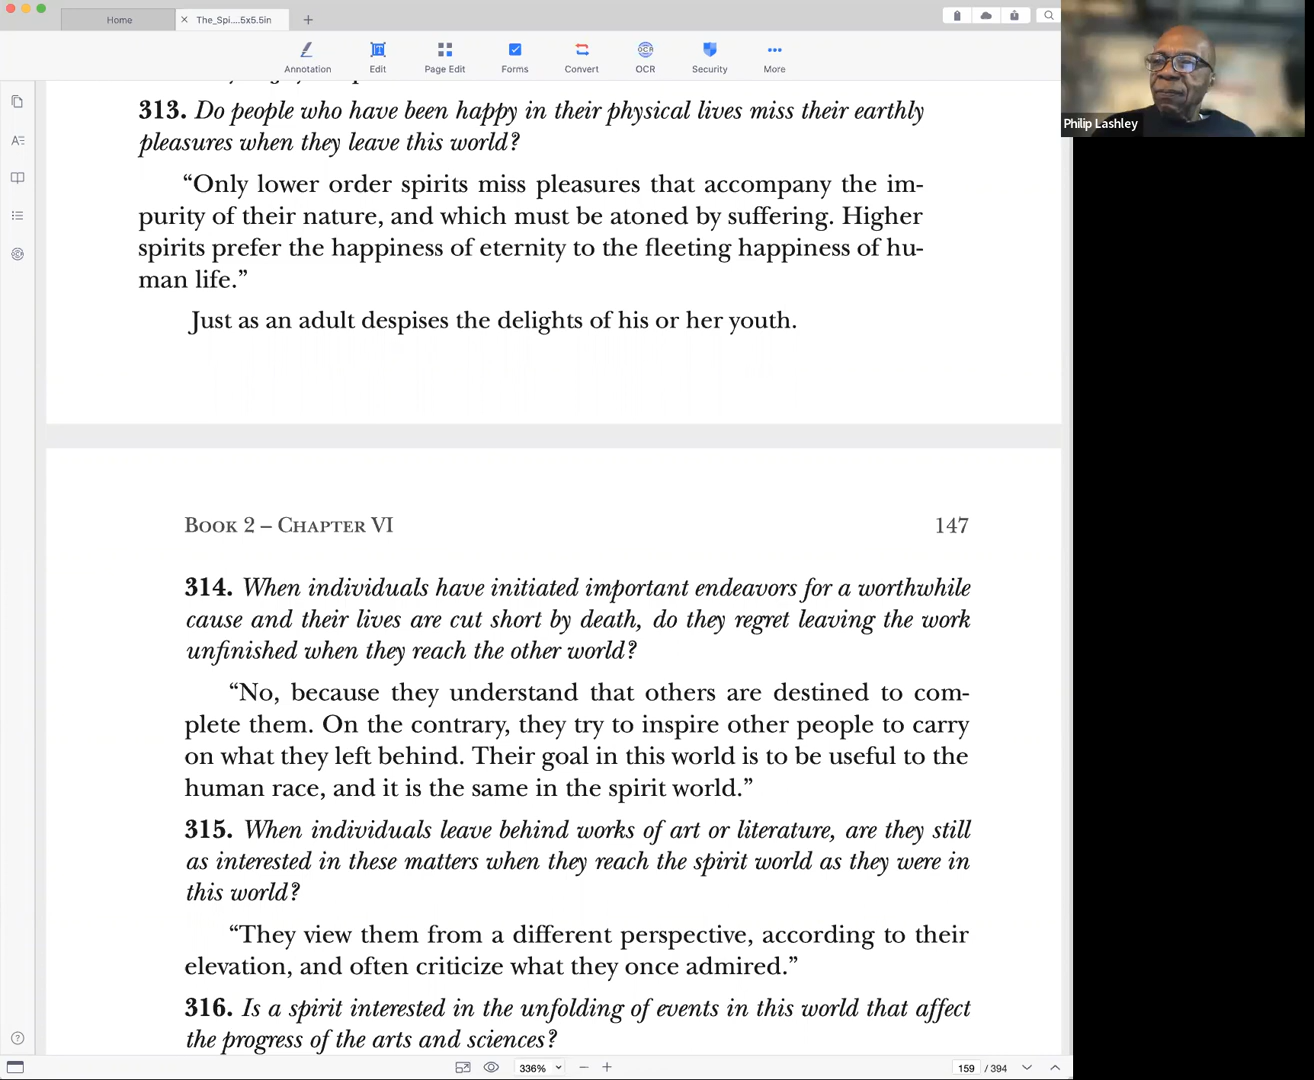 Home
The_Spi....5x5.5in
Annotation
Edit
Page Edit
Forms
Convert
OCR
OCR
Security
More
Philip Lashley
313. Do people who have been happy in their physical lives miss their earthly
pleasures when they leave this world?
“Only lower order spirits miss pleasures that accompany the im-
purity of their nature, and which must be atoned by suffering. Higher
spirits prefer the happiness of eternity to the fleeting happiness of hu-
man life.”
Just as an adult despises the delights of his or her youth.
BOOK 2 – CHAPTER VI
147
314. When individuals have initiated important endeavors for a worthwhile
cause and their lives are cut short by death, do they regret leaving the work
unfinished when they reach the other world?
“No, because they understand that others are destined to com-
plete them. On the contrary, they try to inspire other people to carry
on what they left behind. Their goal in this world is to be useful to the
human race, and it is the same in the spirit world.”
315. When individuals leave behind works of art or literature, are they still
as interested in these matters when they reach the spirit world as they were in
this world?
“They view them from a different perspective, according to their
elevation, and often criticize what they once admired.”
316. Is a spirit interested in the unfolding of events in this world that affect
the progress of the arts and sciences?
336%
159 / 394